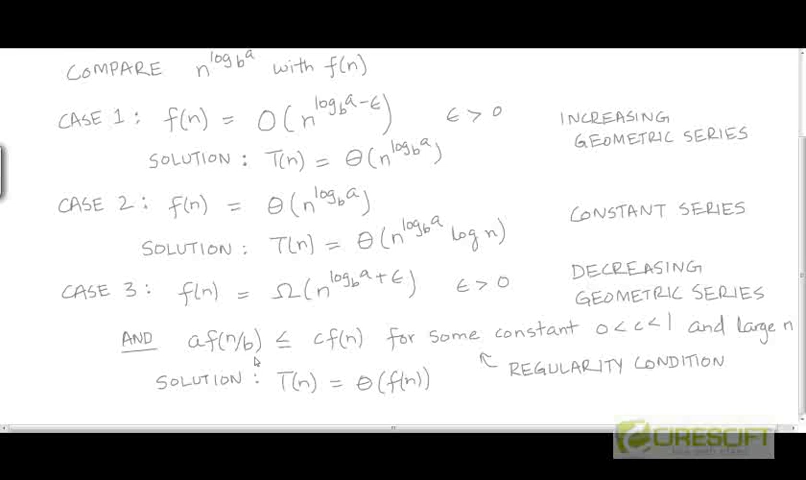 COMPARE n^log_b a with f(n)
CASE 1: f(n) = O(n^log_b a - ϵ) ϵ > 0 INCREASING
GEOMETRIC SERIES
SOLUTION: T(n) = θ(n^log_b a)
CASE 2: f(n) = θ(n^log_b a) CONSTANT SERIES
SOLUTION: T(n) = θ(n^log_b a log n)
DECREASING
CASE 3: f(n) = Ω(n^log_b a + ϵ) ϵ > 0 GEOMETRIC SERIES
AND af(n/b) ≤ cf(n) for some constant 0<c<1 and large n
REGULARITY CONDITION
SOLUTION: T(n) = θ(f(n))
CIRESOFT